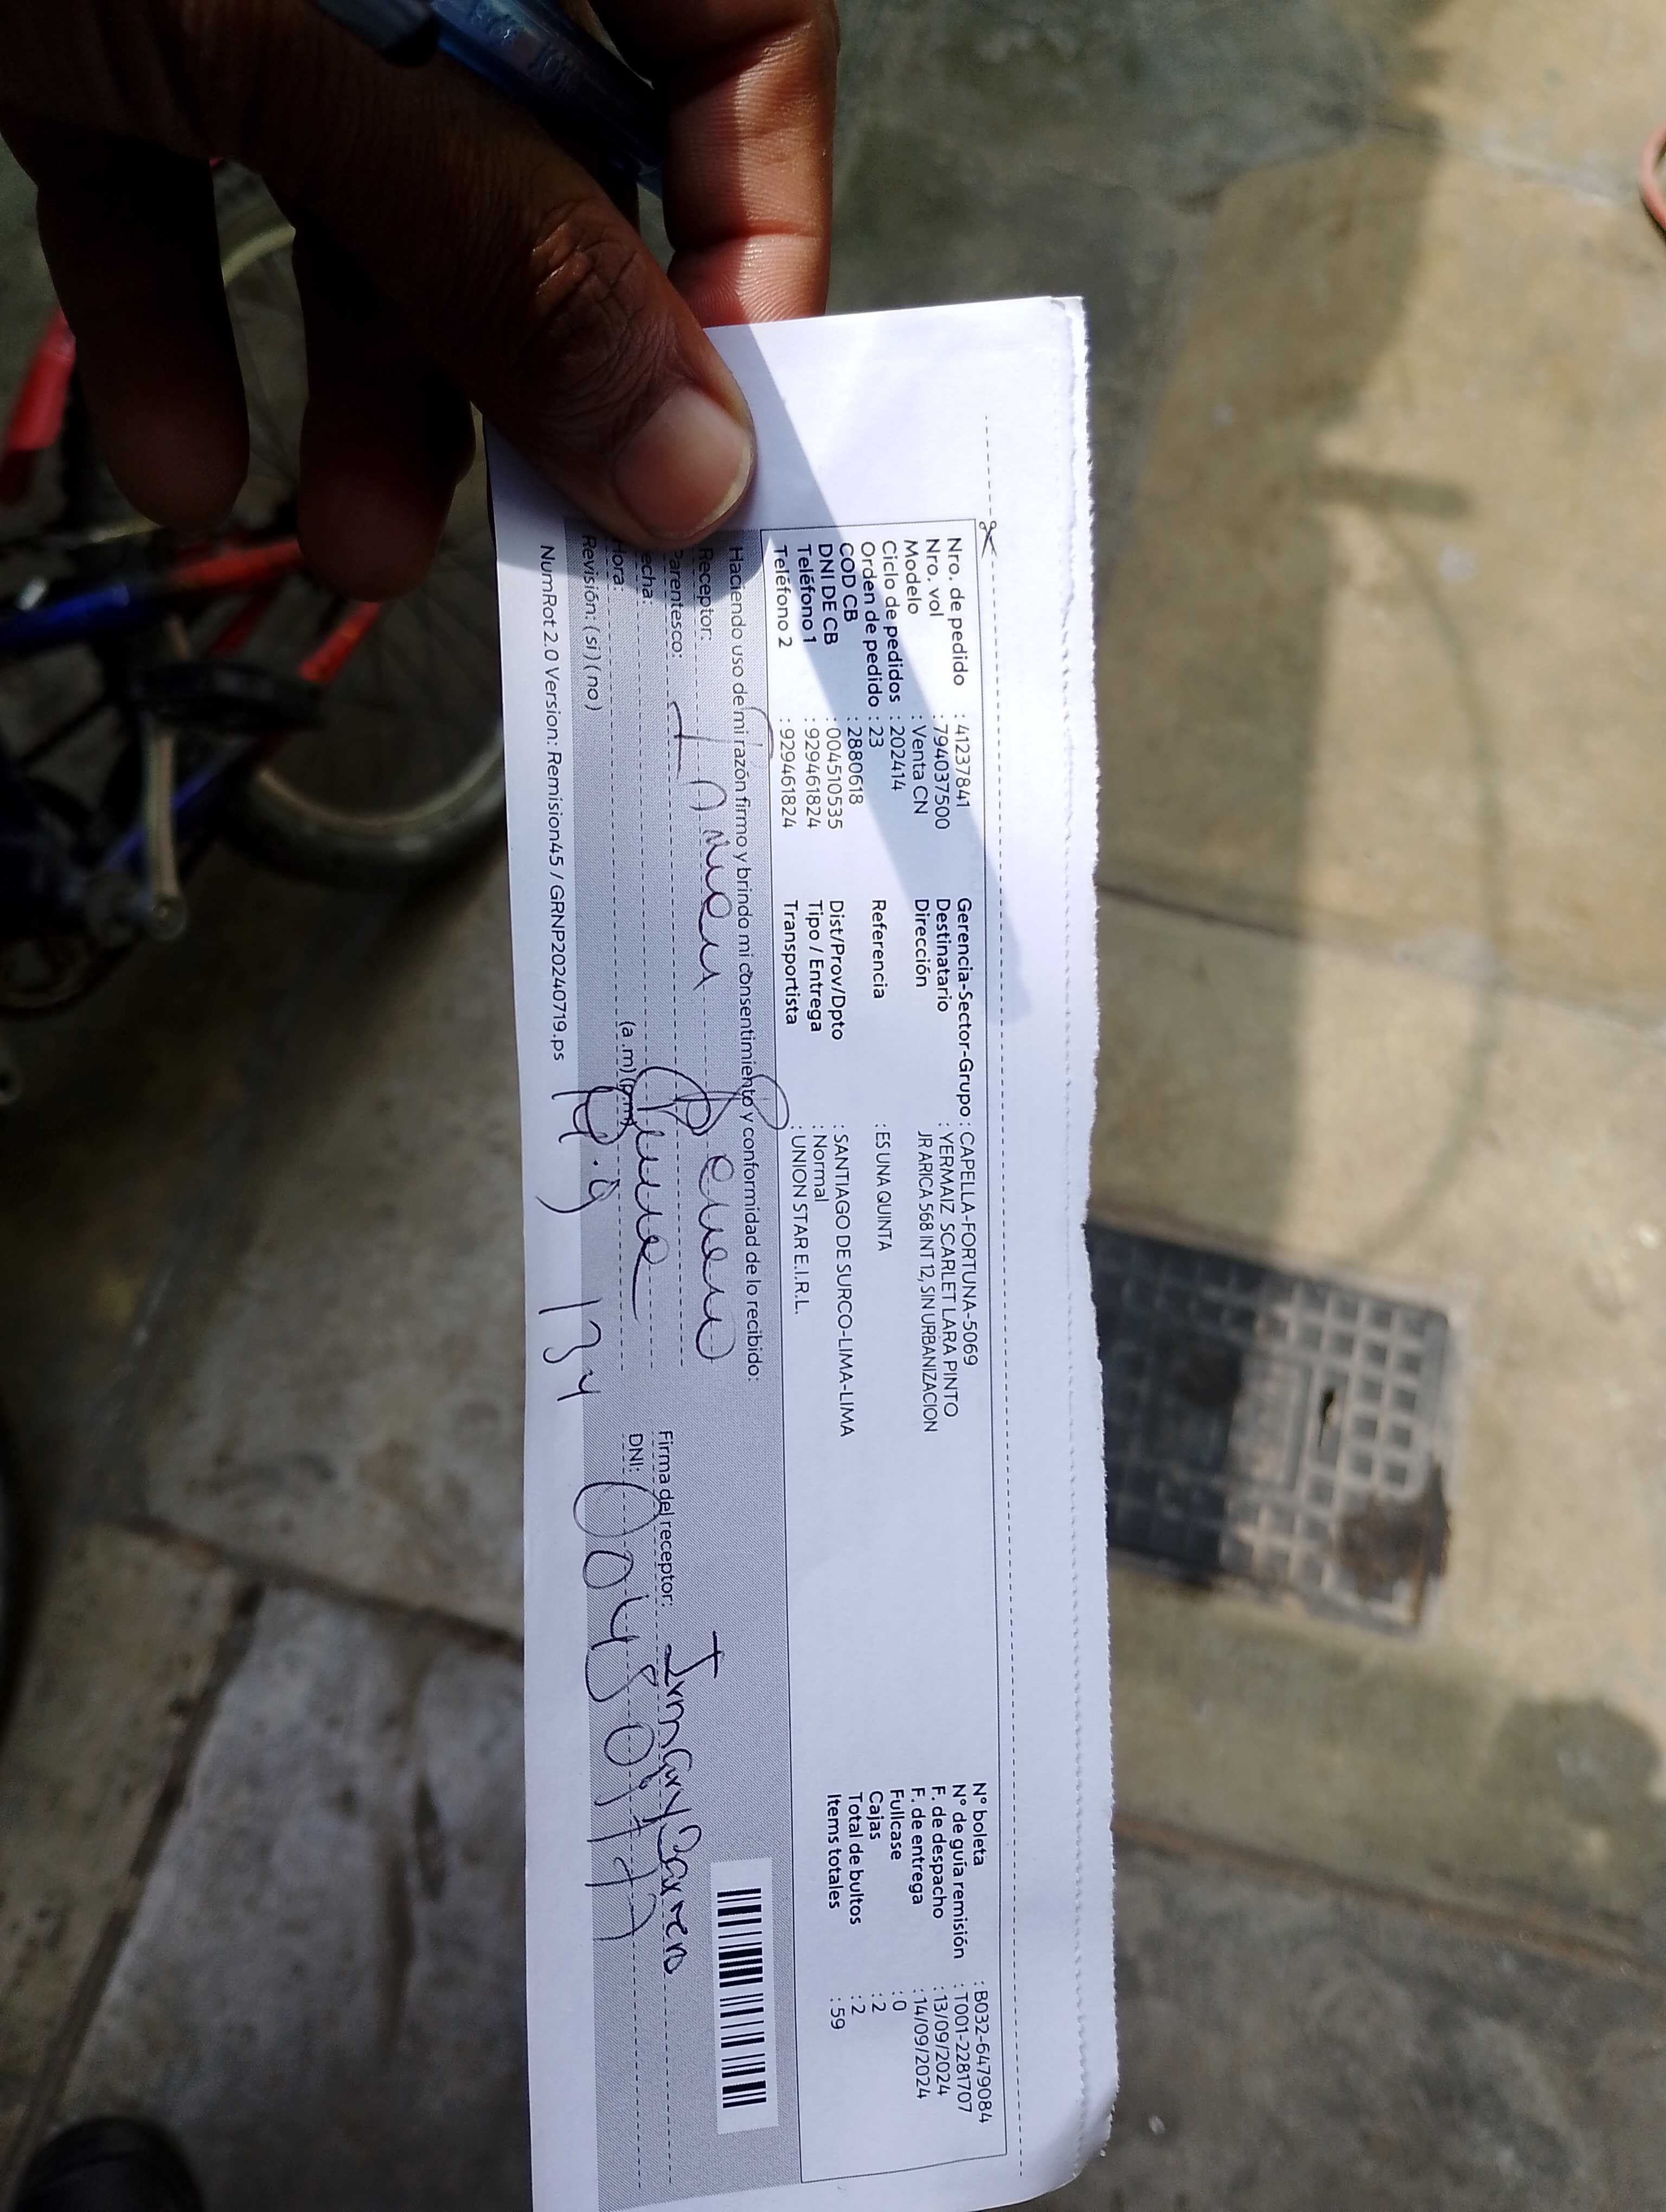 Nro. de pedido : 41237841
Nro. vol : 794037500
Modelo : Venta CN
Ciclo de pedidos : 202414
Orden de pedido : 23
COD CB : 2880618
DNI DE CB : 004510535
Teléfono 1 : 929461824
Teléfono 2 : 929461824
Gerencia-Sector-Grupo : CAPELLA-FORTUNA-5069
Destinatario : YERMAIZ SCARLET LARA PINTO
Dirección JR ARICA 568 INT 12, SIN URBANIZACION
Referencia : ES UNA QUINTA
Dist/Prov/Dpto : SANTIAGO DE SURCO-LIMA-LIMA
Tipo / Entrega : Normal
Transportista : UNION STAR E.I.R.L.
N° boleta : B032-6479084
N° de guía remisión : T001-2281707
F. de despacho : 13/09/2024
F. de entrega : 14/09/2024
Fullcase : 0
Cajas : 2
Total de bultos : 2
Items totales : 59
Haciendo uso de mi razón firmo y brindo mi consentimiento y conformidad de lo recibido:
Receptor:
Parentesco:
echa:
Hora: (a.m) (p.m)
Revisión: ( si ) ( no )
Firma del receptor:
DNI:
NumRot 2.0 Version: Remision45 / GRNP20240719.ps